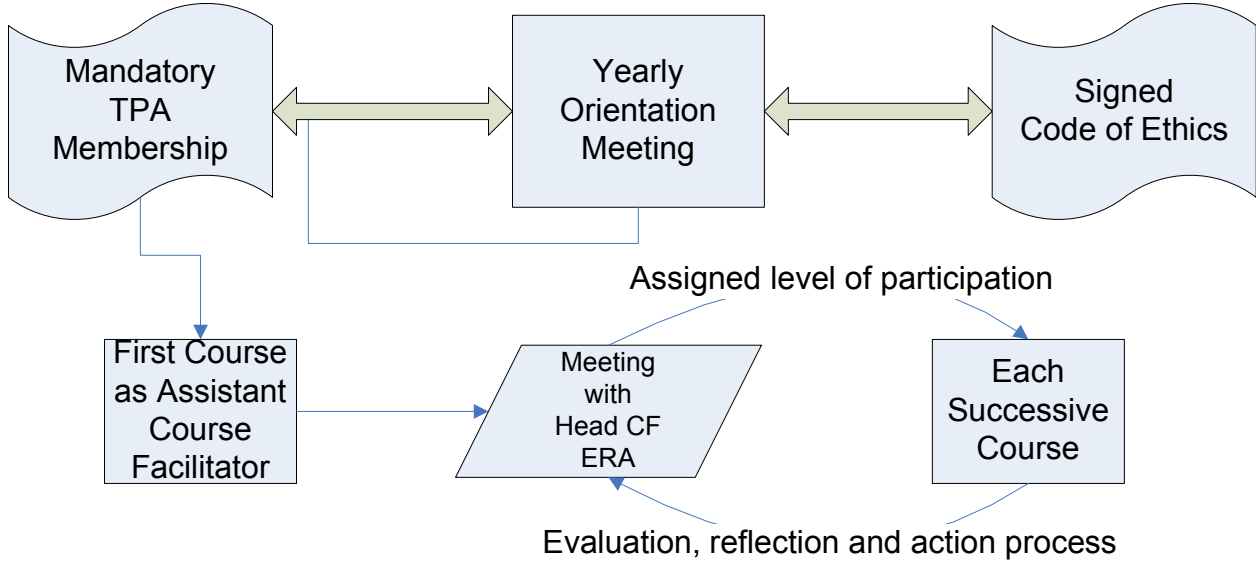 Mandatory
TPA
Membership
Yearly
Orientation
Meeting
Signed
Code of Ethics
Assigned level of participation
First Course
as Assistant
Course
Facilitator
Meeting
with
Head CF
ERA
Each
Successive
Course
Evaluation, reflection and action process